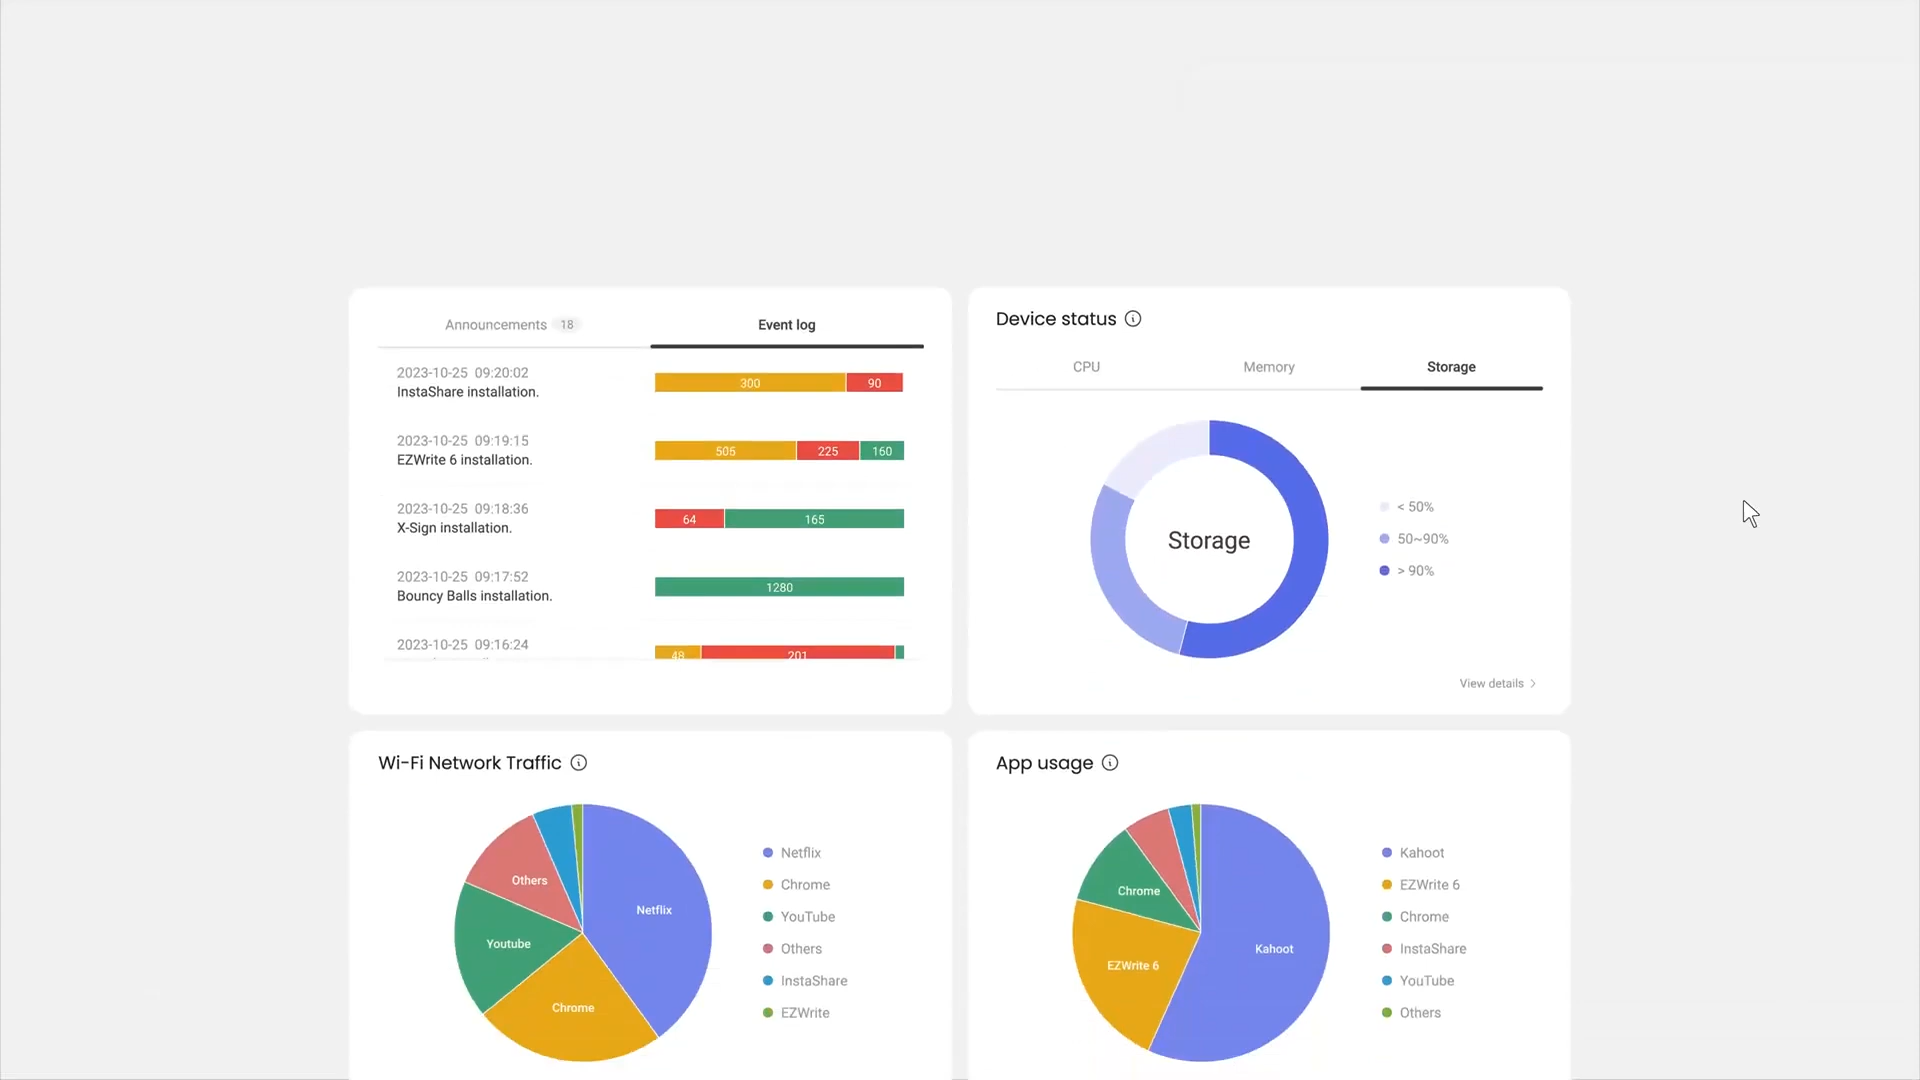 Announcements 18
Event log
2023-10-25 09:20:02
InstaShare installation.
300 90
2023-10-25 09:19:15
EZWrite 6 installation.
505 225 160
2023-10-25 09:18:36
X-Sign installation.
64 165
2023-10-25 09:17:52
Bouncy Balls installation.
1280
2023-10-25 09:16:24
48 201
Device status
CPU Memory Storage
Storage
< 50%
50~90%
> 90%
View details >
Wi-Fi Network Traffic
Netflix
Chrome
Youtube
Others
Netflix
Chrome
YouTube
Others
InstaShare
EZWrite
App usage
Kahoot
EZWrite 6
Chrome
Kahoot
EZWrite 6
Chrome
InstaShare
YouTube
Others